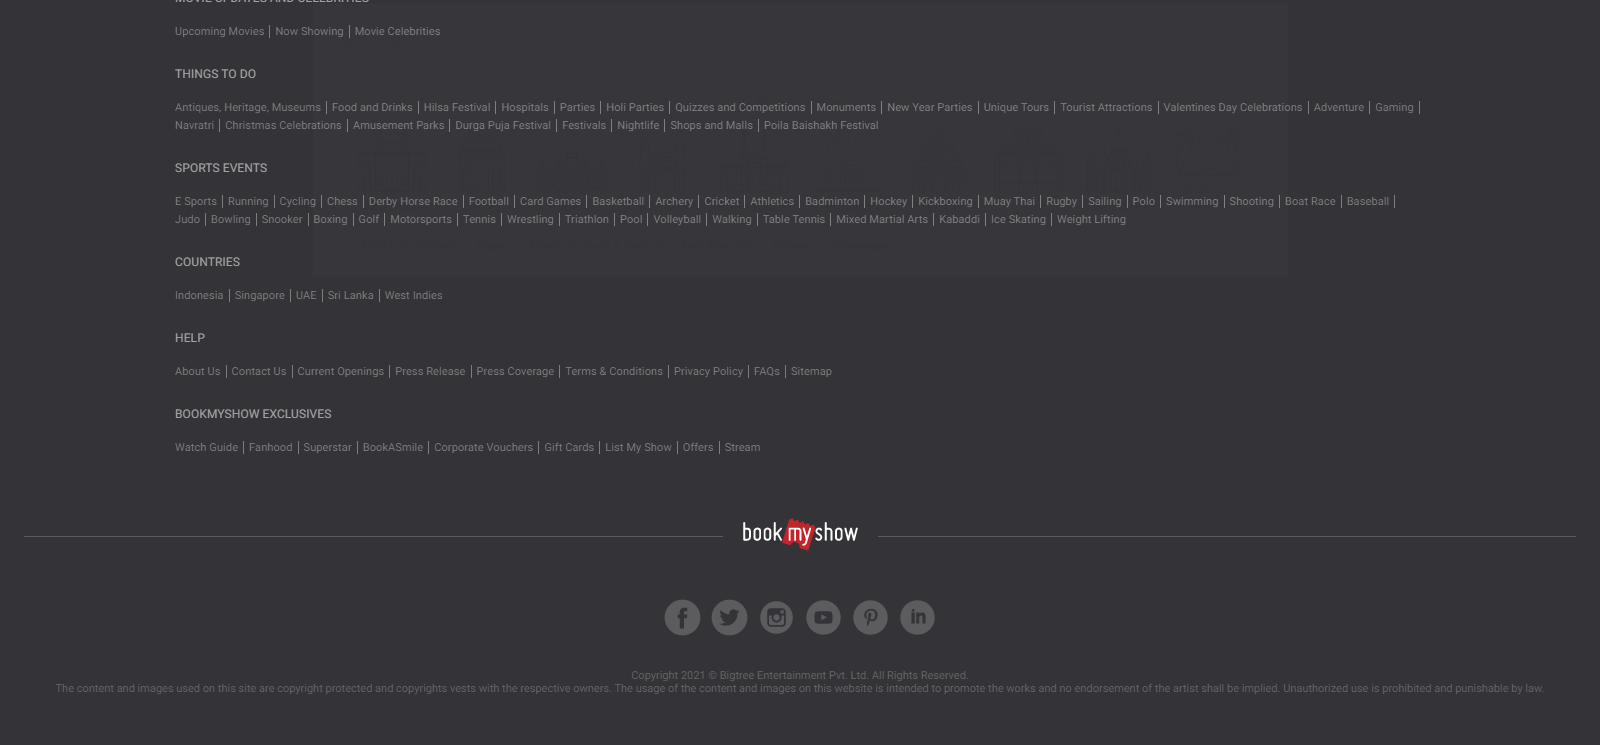 MOVIE UPDATES AND CELEBRITIES
Upcoming Movies | Now Showing | Movie Celebrities
THINGS TO DO
Antiques, Heritage, Museums | Food and Drinks | Hilsa Festival | Hospitals | Parties | Holi Parties | Quizzes and Competitions | Monuments | New Year Parties | Unique Tours | Tourist Attractions | Valentines Day Celebrations | Adventure | Gaming |
Navratri | Christmas Celebrations | Amusement Parks | Durga Puja Festival | Festivals | Nightlife | Shops and Malls | Poila Baishakh Festival
SPORTS EVENTS
E Sports | Running | Cycling | Chess | Derby Horse Race | Football | Card Games | Basketball | Archery | Cricket | Athletics | Badminton | Hockey | Kickboxing | Muay Thai | Rugby | Sailing | Polo | Swimming | Shooting | Boat Race | Baseball |
Judo | Bowling | Snooker | Boxing | Golf | Motorsports | Tennis | Wrestling | Triathlon | Pool | Volleyball | Walking | Table Tennis | Mixed Martial Arts | Kabaddi | Ice Skating | Weight Lifting
COUNTRIES
Indonesia | Singapore | UAE | Sri Lanka | West Indies
HELP
About Us | Contact Us | Current Openings | Press Release | Press Coverage | Terms & Conditions | Privacy Policy | FAQs | Sitemap
BOOKMYSHOW EXCLUSIVES
Watch Guide | Fanhood | Superstar | BookASmile | Corporate Vouchers | Gift Cards | List My Show | Offers | Stream
book my show
Copyright 2021 © Bigtree Entertainment Pvt. Ltd. All Rights Reserved.
The content and images used on this site are copyright protected and copyrights vests with the respective owners. The usage of the content and images on this website is intended to promote the works and no endorsement of the artist shall be implied. Unauthorized use is prohibited and punishable by law.